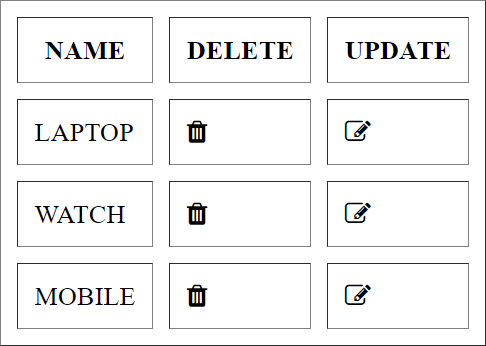 NAME DELETE UPDATE
LAPTOP
WATCH
MOBILE